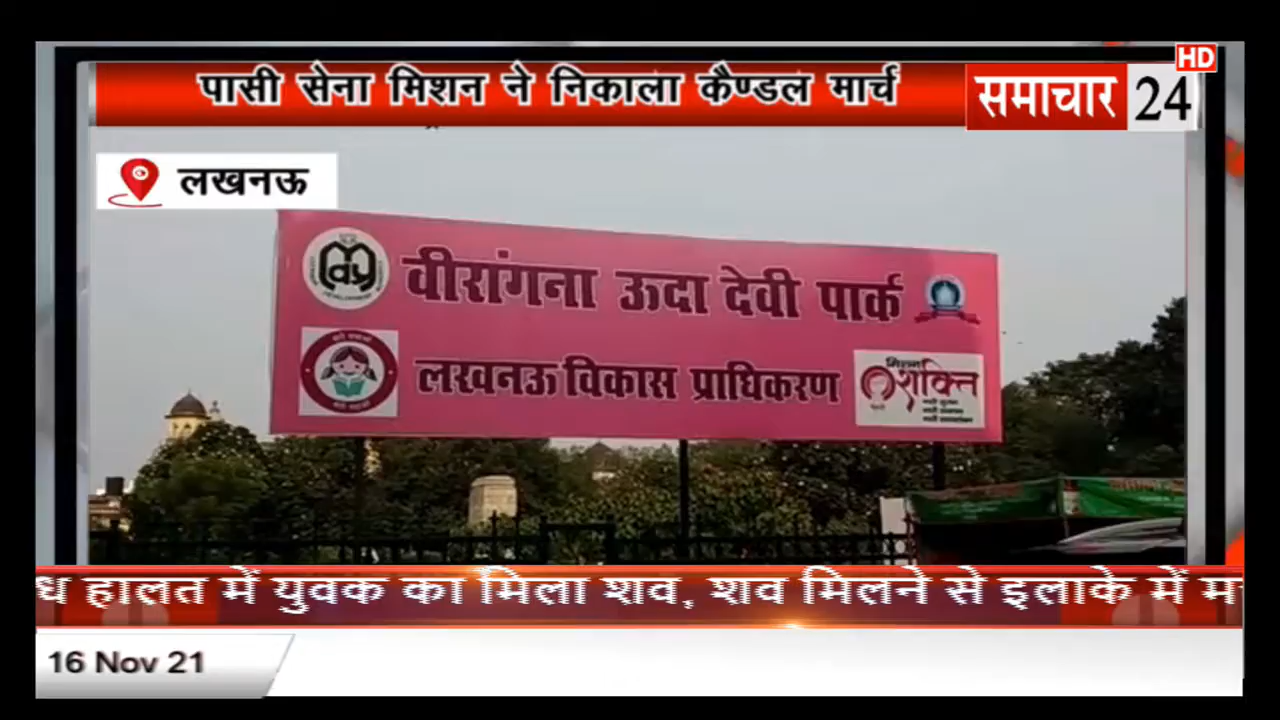 HD
पासी सेना मिशन ने निकाला कैण्डल मार्च
समाचार 24
लखनऊ
वीरांगना ऊदा देवी पार्क
लखनऊ विकास प्राधिकरण
मिशन
शक्ति
ध हालत में युवक का मिला शव, शव मिलने से इलाके में म
16 Nov 21